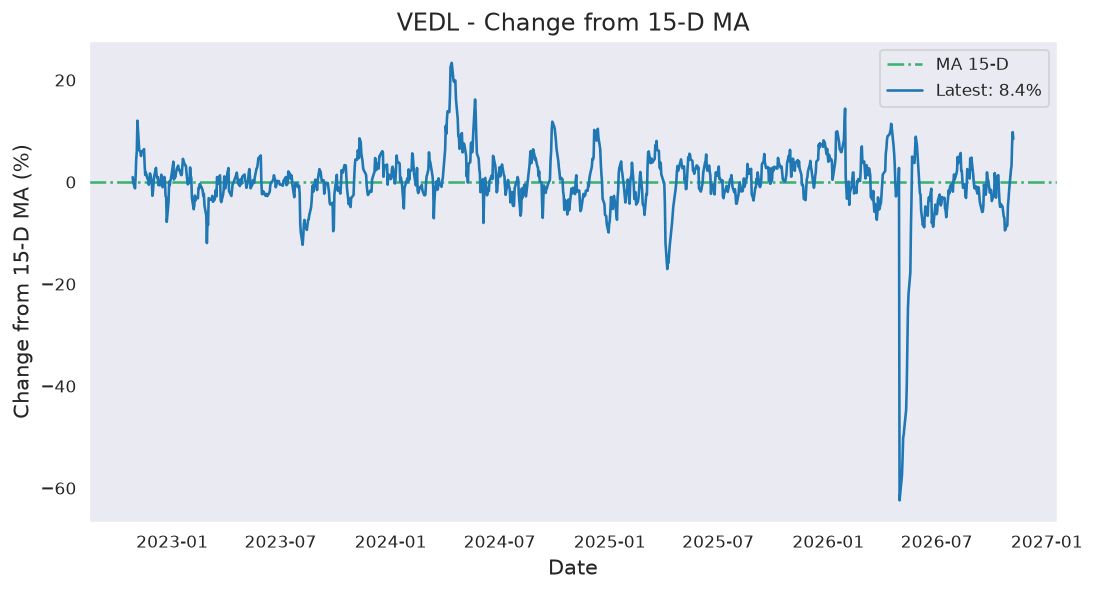 VEDL - Change from 15-D MA
MA 15-D
Latest: 8.4%
Change from 15-D MA (%)
20
0
−20
−40
−60
2023-01
2023-07
2024-01
2024-07
2025-01
2025-07
2026-01
2026-07
2027-01
Date